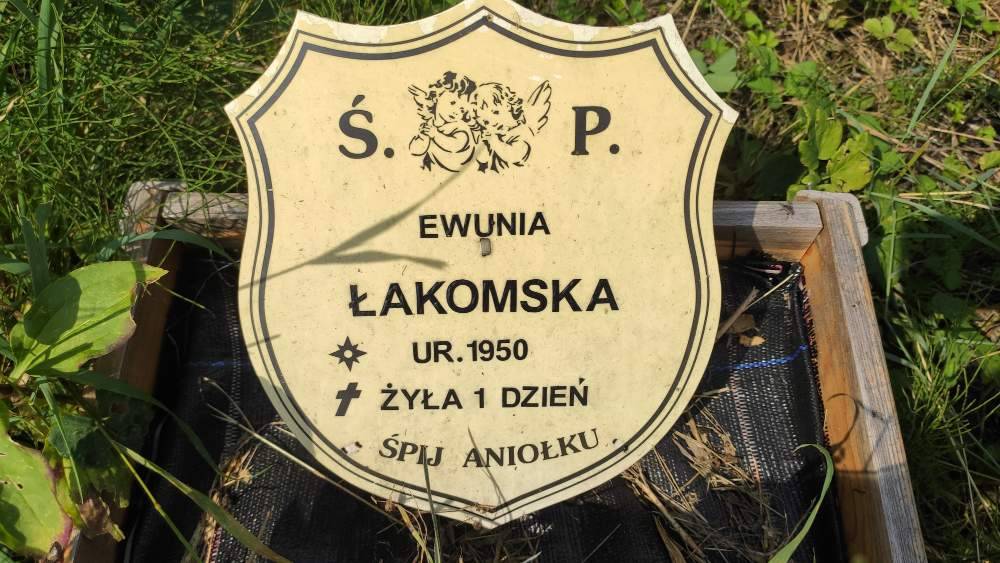 Ś. P.
EWUNIA
ŁAKOMSKA
UR. 1950
ŻYŁA 1 DZIEŃ
ŚPIJ ANIOŁKU